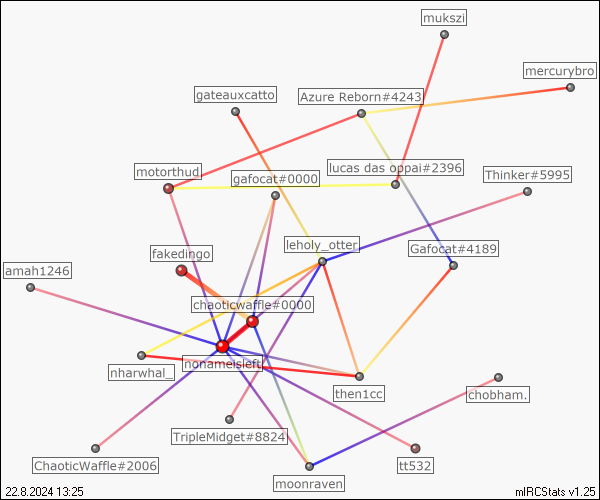 mukszi
mercurybro
gateauxcatto
Azure Reborn#4243
motorthud
gafocat#0000
lucas das oppai#2396
Thinker#5995
leholy_otter
Gafocat#4189
fakedingo
amah1246
chaoticwaffle#0000
nonameisleft
nharwhal_
then1cc
chobham.
TripleMidget#8824
ChaoticWaffle#2006
tt532
moonraven
22.8.2024 13:25
mIRCStats v1.25